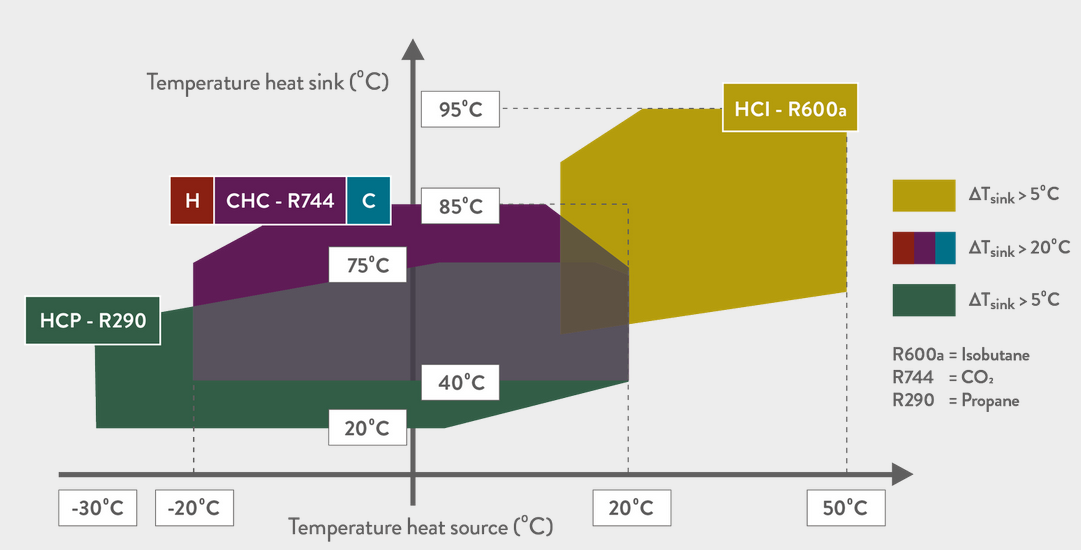 Temperature heat sink (°C)
95°C
HCI - R600a
H CHC - R744 C
85°C
ΔTsink > 5°C
75°C
ΔTsink > 20°C
HCP - R290
ΔTsink > 5°C
40°C
R600a = Isobutane
R744 = CO₂
R290 = Propane
20°C
-30°C
-20°C
20°C
50°C
Temperature heat source (°C)